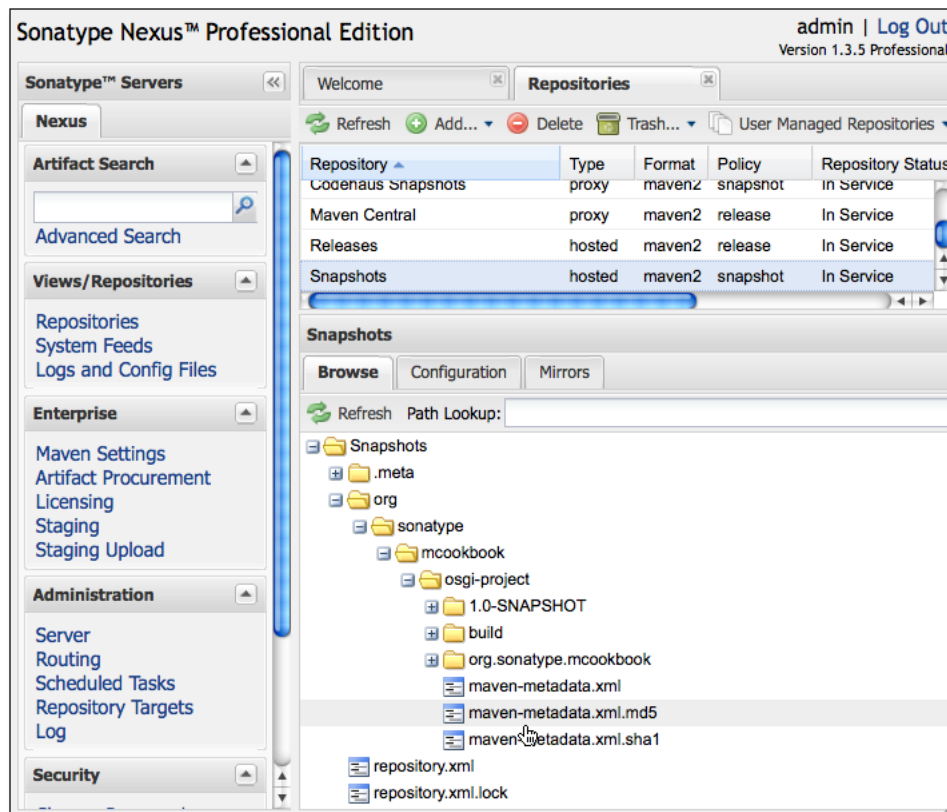 Sonatype Nexus™ Professional Edition
admin | Log Out
Version 1.3.5 Professional
Sonatype™ Servers
Nexus
Artifact Search
Advanced Search
Views/Repositories
Repositories
System Feeds
Logs and Config Files
Enterprise
Maven Settings
Artifact Procurement
Licensing
Staging
Staging Upload
Administration
Server
Routing
Scheduled Tasks
Repository Targets
Log
Security
Welcome
Repositories
Refresh Add... Delete Trash... User Managed Repositories
Repository Type Format Policy Repository Status
Codehaus Snapshots proxy maven2 snapshot In Service
Maven Central proxy maven2 release In Service
Releases hosted maven2 release In Service
Snapshots hosted maven2 snapshot In Service
Snapshots
Browse Configuration Mirrors
Refresh Path Lookup:
Snapshots
.meta
org
sonatype
mcookbook
osgi-project
1.0-SNAPSHOT
build
org.sonatype.mcookbook
maven-metadata.xml
maven-metadata.xml.md5
maven-metadata.xml.sha1
repository.xml
repository.xml.lock